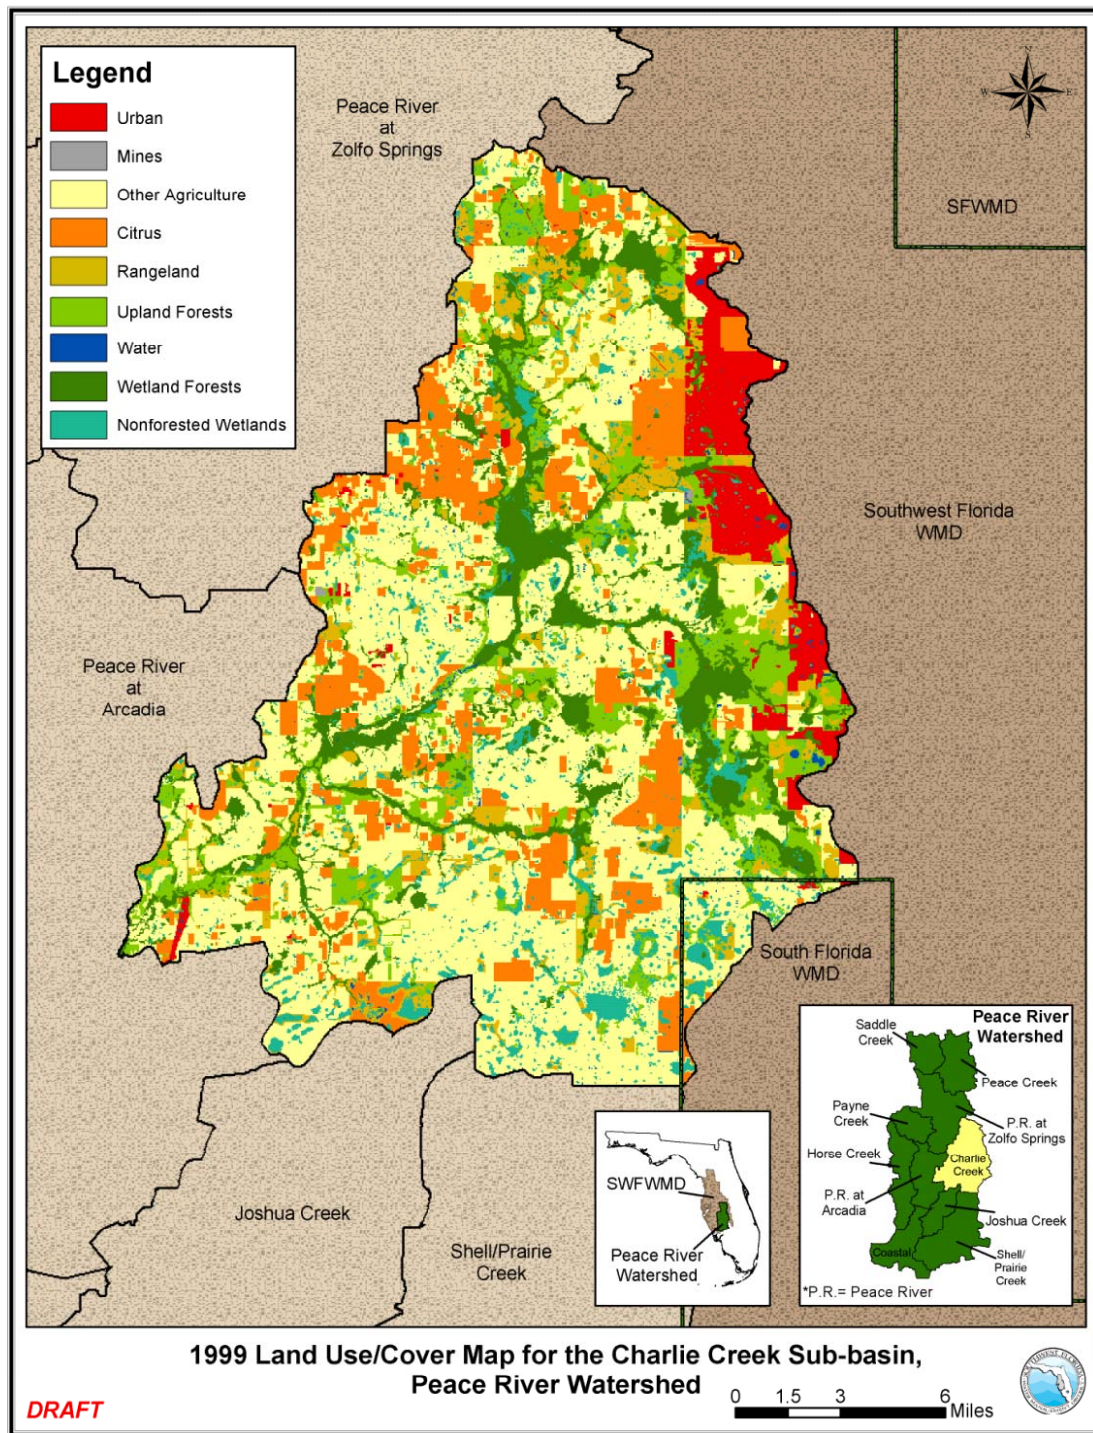 Legend
Urban
Mines
Other Agriculture
Citrus
Rangeland
Upland Forests
Water
Wetland Forests
Nonforested Wetlands
Peace River
at
Zolfo Springs
N
W
E
S
SFWMD
Southwest Florida
WMD
Peace River
at
Arcadia
South Florida
WMD
Joshua Creek
Shell/Prairie
Creek
SWFWMD
Peace River
Watershed
Peace River
Watershed
Saddle
Creek
Peace Creek
Payne
Creek
P.R. at
Zolfo Springs
Horse Creek
Charlie
Creek
P.R. at
Arcadia
Joshua Creek
Coastal
Shell/
Prairie
Creek
*P.R.= Peace River
1999 Land Use/Cover Map for the Charlie Creek Sub-basin,
Peace River Watershed
DRAFT
0 1.5 3 6
Miles